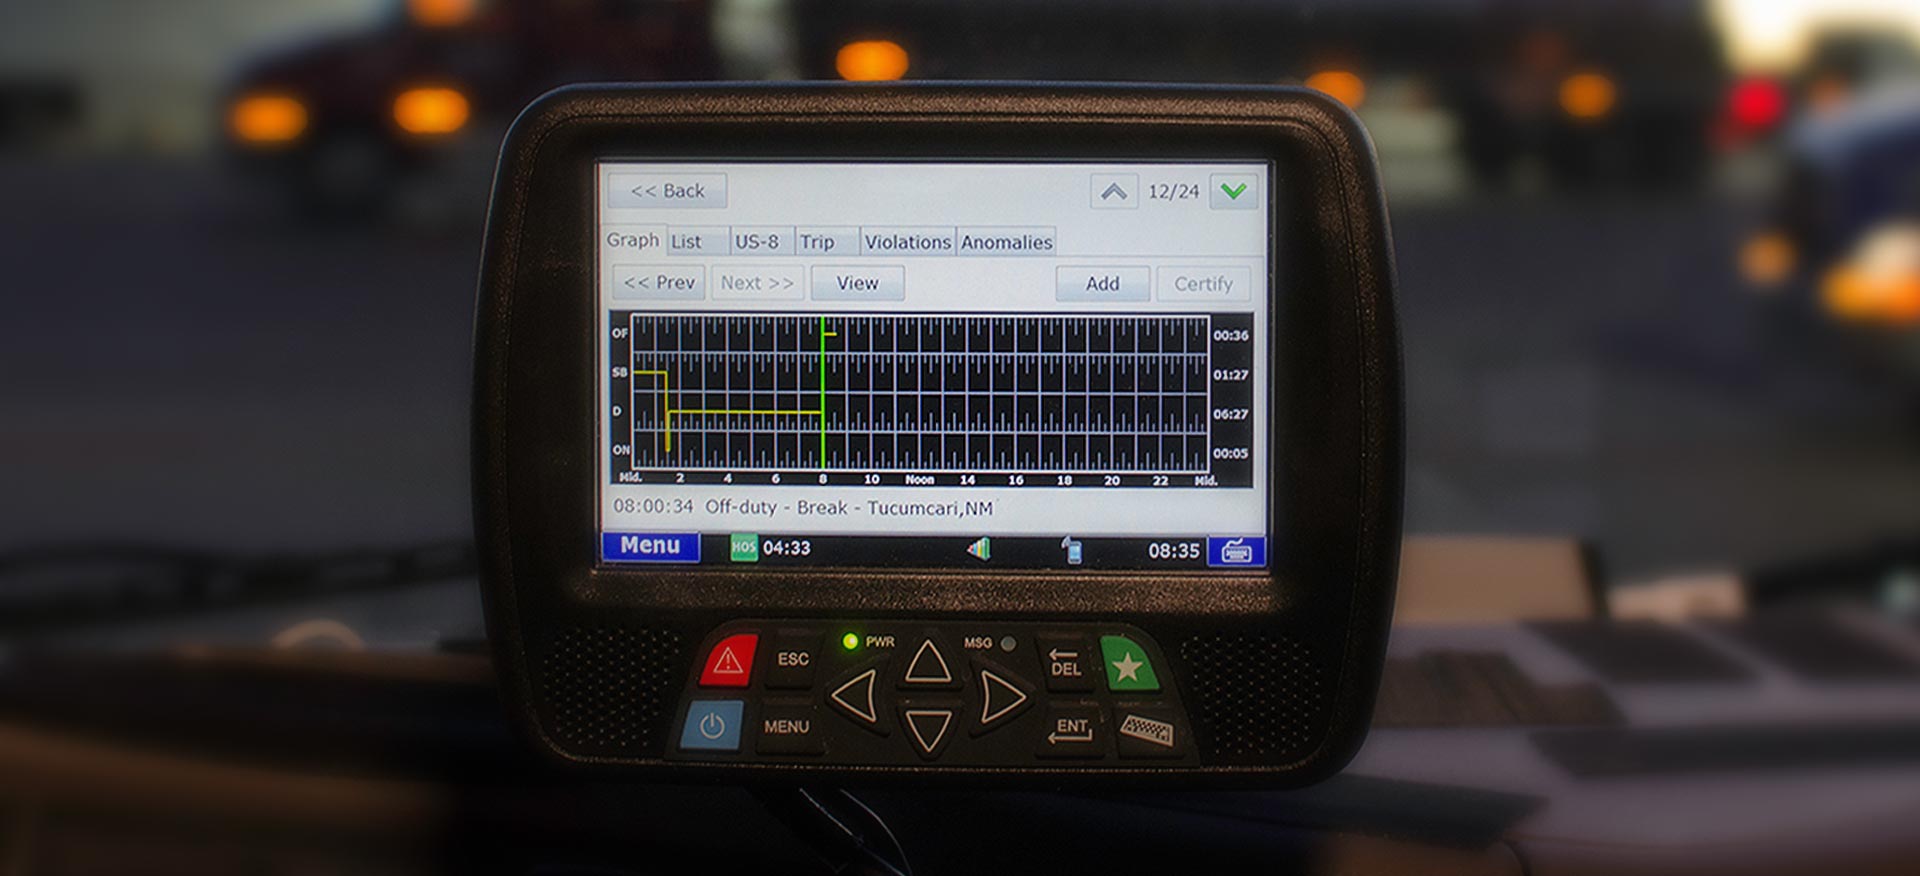 << Back 12/24
Graph List US-8 Trip Violations Anomalies
<< Prev Next >> View Add Certify
OF 00:36
SB 01:27
D 06:27
ON 00:05
Mid. 2 4 6 8 10 Noon 14 16 18 20 22 Mid.
08:00:34 Off-duty - Break - Tucumcari,NM
Menu HOS 04:33 08:35
ESC PWR MSG DEL
MENU ENT